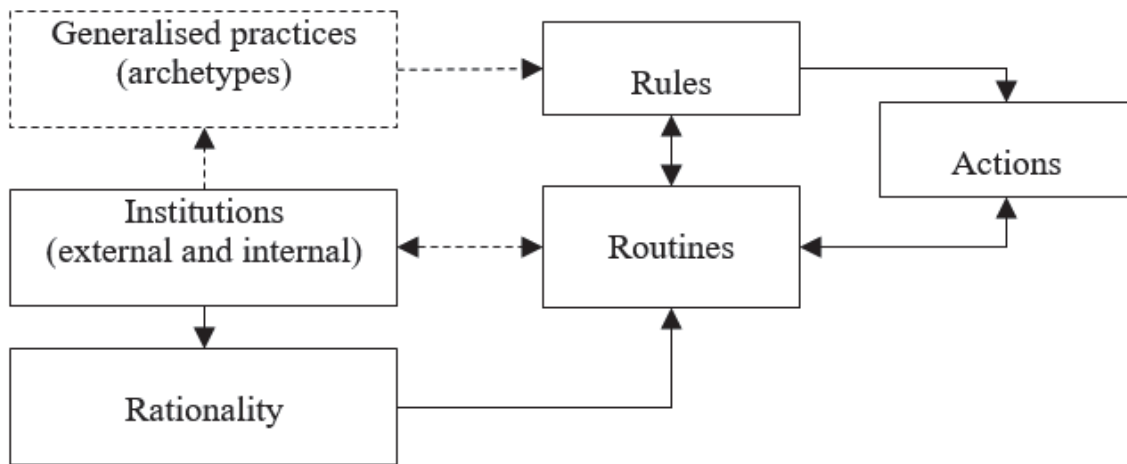 Generalised practices
(archetypes)
Rules
Actions
Institutions
(external and internal)
Routines
Rationality